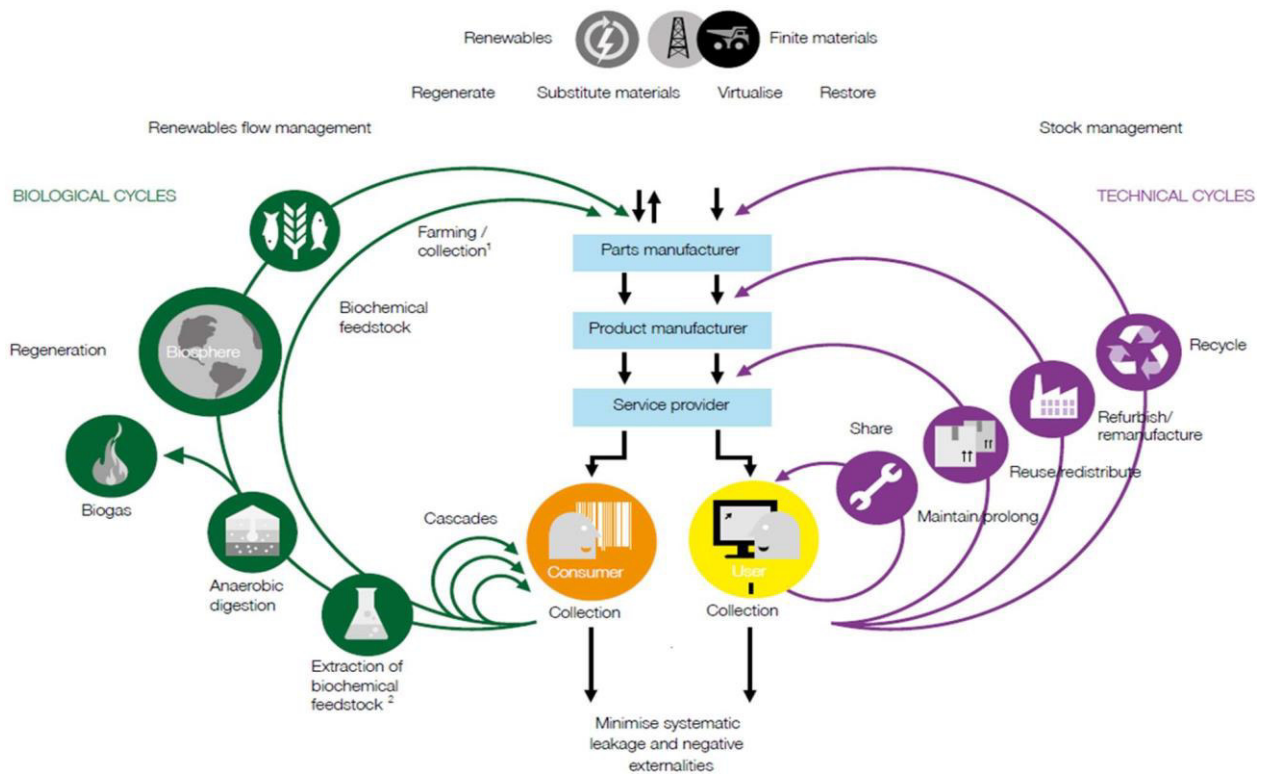 Renewables
Finite materials
Regenerate
Substitute materials
Virtualise
Restore
Renewables flow management
Stock management
BIOLOGICAL CYCLES
TECHNICAL CYCLES
Farming /
collection¹
Parts manufacturer
Biochemical
feedstock
Product manufacturer
Regeneration
Biosphere
Recycle
Service provider
Share
Refurbish/
remanufacture
Reuse/redistribute
Biogas
Cascades
Maintain/prolong
Consumer
User
Anaerobic
digestion
Collection
Collection
Extraction of
biochemical
feedstock ²
Minimise systematic
leakage and negative
externalities